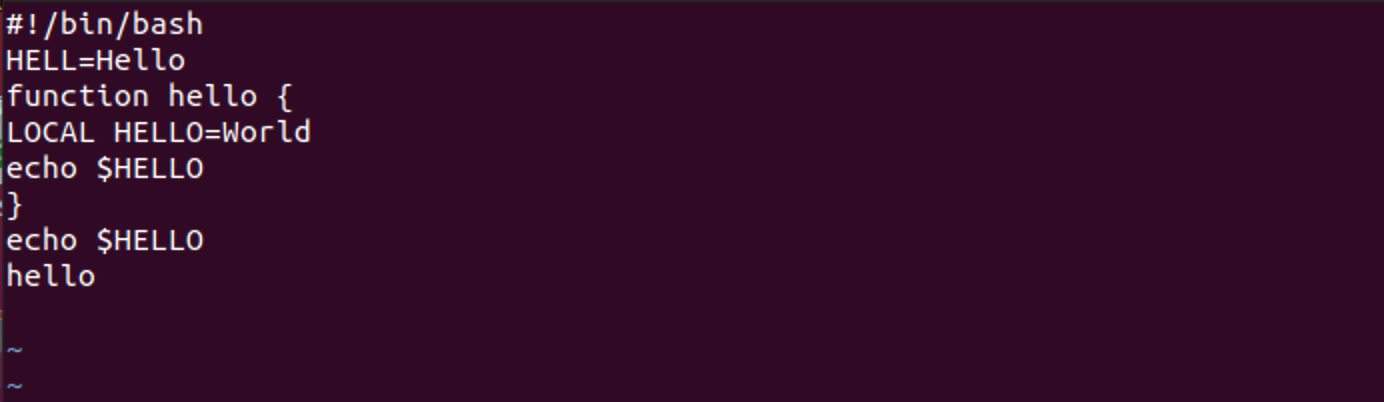 #!/bin/bash
HELL=Hello
function hello {
LOCAL HELLO=World
echo $HELLO
}
echo $HELLO
hello
~
~